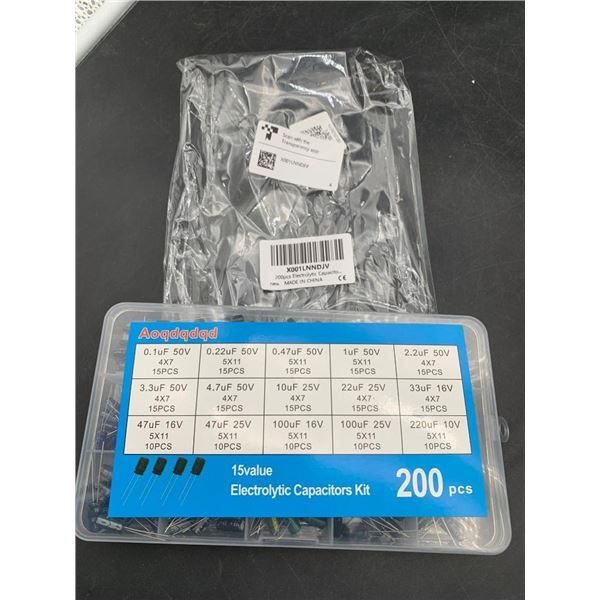 Scan with the
Transparency app
X001LNNDJV
X001LNNDJV
200pcs Electrolytic Capacito...
New MADE IN CHINA CE
Aoqdqdqd
0.1uF 50V 0.22uF 50V 0.47uF 50V 1uF 50V 2.2uF 50V
4X7 5X11 5X11 5X11 4X7
15PCS 15PCS 15PCS 15PCS 15PCS
3.3uF 50V 4.7uF 50V 10uF 25V 22uF 25V 33uF 16V
4X7 4X7 4X7 4X7 4X7
15PCS 15PCS 15PCS 15PCS 15PCS
47uF 16V 47uF 25V 100uF 16V 100uF 25V 220uF 10V
5X11 5X11 5X11 5X11 5X11
10PCS 10PCS 10PCS 10PCS 10PCS
15value
Electrolytic Capacitors Kit 200 pcs